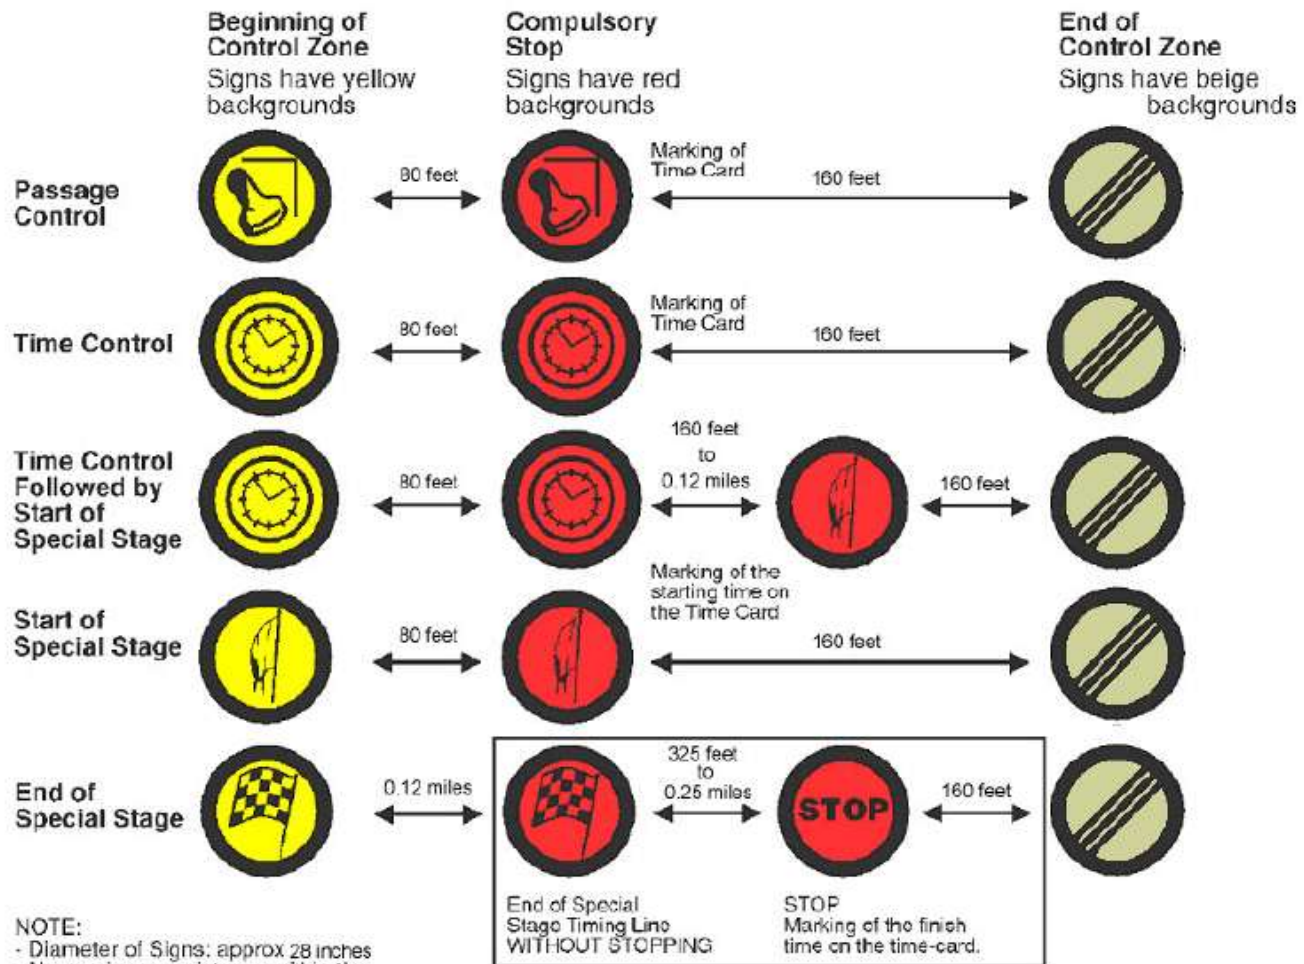 Beginning of
Control Zone
Signs have yellow
backgrounds
Compulsory
Stop
Signs have red
backgrounds
End of
Control Zone
Signs have beige
backgrounds
Passage
Control
80 feet
Marking of
Time Card
160 feet
Time Control
80 feet
Marking of
Time Card
160 feet
Time Control
Followed by
Start of
Special Stage
80 feet
160 feet
to
0.12 miles
160 feet
Start of
Special Stage
80 feet
Marking of the
starting time on
the Time Card
160 feet
End of
Special Stage
0.12 miles
325 feet
to
0.25 miles
STOP
160 feet
End of Special
Stage Timing Line
WITHOUT STOPPING
STOP
Marking of the finish
time on the time-card.
NOTE:
- Diameter of Signs: approx 28 inches